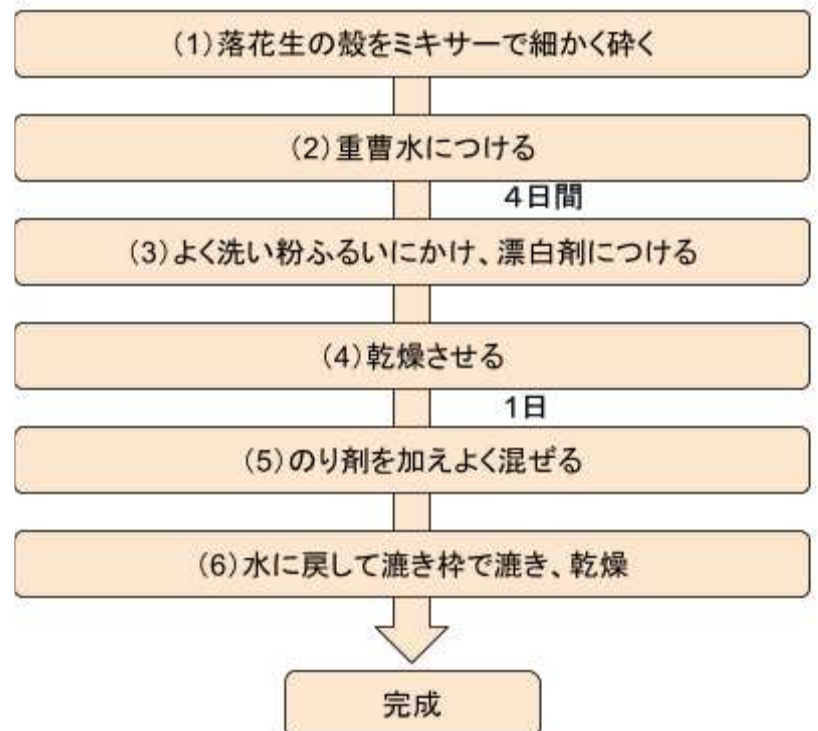 (1)落花生の殻をミキサーで細かく砕く
(2)重曹水につける
4日間
(3)よく洗い粉ふるいにかけ、漂白剤につける
(4)乾燥させる
1日
(5)のり剤を加えよく混ぜる
(6)水に戻して漉き枠で漉き、乾燥
完成